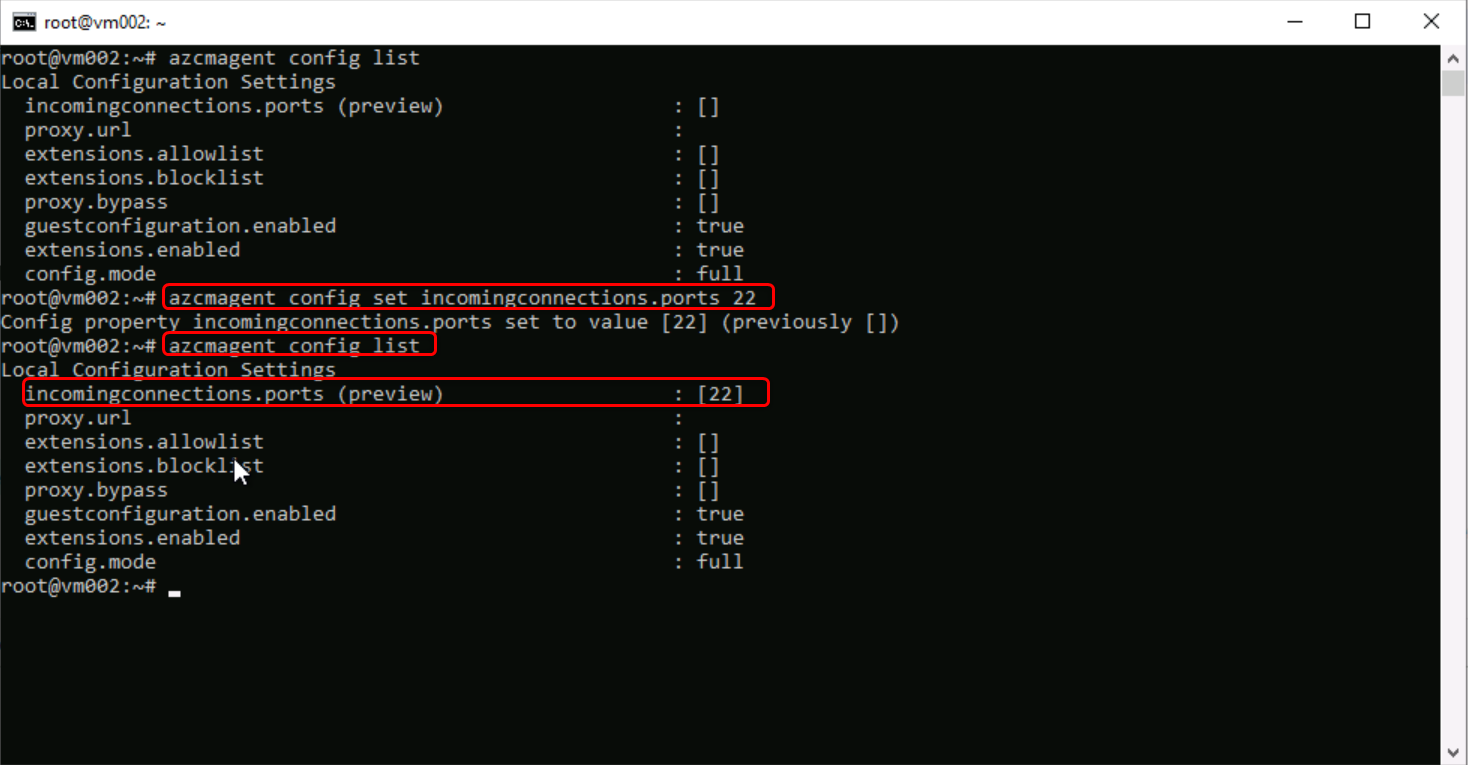 root@vm002: ~
root@vm002:~# azcmagent config list
Local Configuration Settings
incomingconnections.ports (preview) : []
proxy.url :
extensions.allowlist : []
extensions.blocklist : []
proxy.bypass : []
guestconfiguration.enabled : true
extensions.enabled : true
config.mode : full
root@vm002:~# azcmagent config set incomingconnections.ports 22
Config property incomingconnections.ports set to value [22] (previously [])
root@vm002:~# azcmagent config list
Local Configuration Settings
incomingconnections.ports (preview) : [22]
proxy.url :
extensions.allowlist : []
extensions.blocklist : []
proxy.bypass : []
guestconfiguration.enabled : true
extensions.enabled : true
config.mode : full
root@vm002:~#